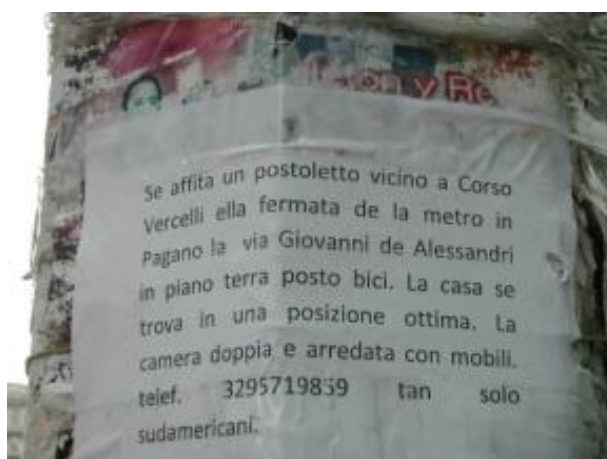 Se affita un postoletto vicino a Corso
Vercelli ella fermata de la metro in
Pagano la via Giovanni de Alessandri
in piano terra posto bici. La casa se
trova in una posizione ottima. La
camera doppia e arredata con mobili.
telef. 3295719859 tan solo
sudamericani.